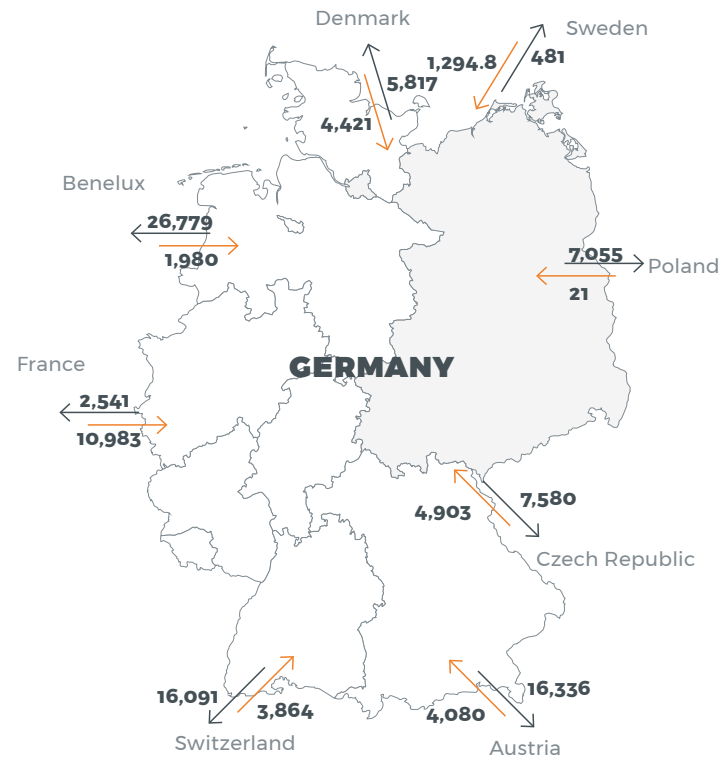 Denmark
Sweden
1,294.8
481
5,817
4,421
Benelux
26,779
1,980
7,055
Poland
21
France
GERMANY
2,541
10,983
7,580
4,903
Czech Republic
16,091
16,336
3,864
4,080
Switzerland
Austria